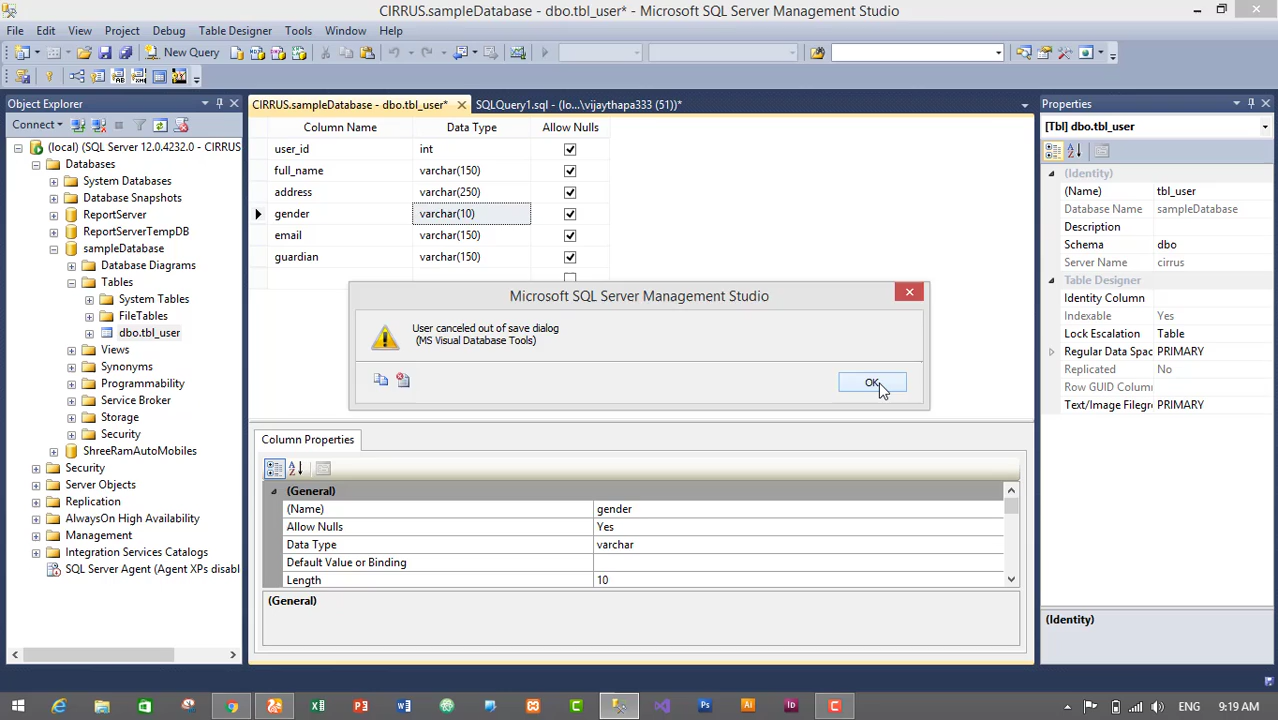 CIRRUS.sampleDatabase - dbo.tbl_user* - Microsoft SQL Server Management Studio
File Edit View Project Debug Table Designer Tools Window Help
New Query
Object Explorer
Connect
(local) (SQL Server 12.0.4232.0 - CIRRUS
Databases
System Databases
Database Snapshots
ReportServer
ReportServerTempDB
sampleDatabase
Database Diagrams
Tables
System Tables
FileTables
dbo.tbl_user
Views
Synonyms
Programmability
Service Broker
Storage
Security
ShreeRamAutoMobiles
Security
Server Objects
Replication
AlwaysOn High Availability
Management
Integration Services Catalogs
SQL Server Agent (Agent XPs disabl
CIRRUS.sampleDatabase - dbo.tbl_user* SQLQuery1.sql - (lo...\vijaythapa333 (51))*
Column Name Data Type Allow Nulls
user_id int
full_name varchar(150)
address varchar(250)
gender varchar(10)
email varchar(150)
guardian varchar(150)
Microsoft SQL Server Management Studio
User canceled out of save dialog
(MS Visual Database Tools)
OK
Column Properties
(General)
(Name) gender
Allow Nulls Yes
Data Type varchar
Default Value or Binding
Length 10
(General)
Properties
[Tbl] dbo.tbl_user
(Identity)
(Name) tbl_user
Database Name sampleDatabase
Description
Schema dbo
Server Name cirrus
Table Designer
Identity Column
Indexable Yes
Lock Escalation Table
Regular Data Spac PRIMARY
Replicated No
Row GUID Column
Text/Image Filegr PRIMARY
(Identity)
ENG 9:19 AM